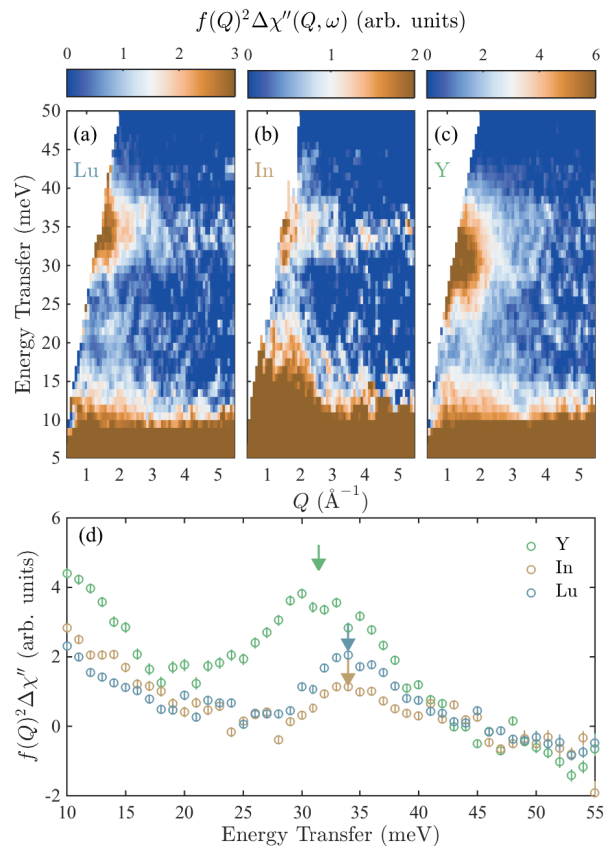 f(Q)²Δχ′′(Q, ω) (arb. units)
0 1 2 3
0 1 2
0 2 4 6
Energy Transfer (meV)
50
45
40
35
30
25
20
15
10
5
(a)
Lu
(b)
In
(c)
Y
1 2 3 4 5
1 2 3 4 5
1 2 3 4 5
Q (Å⁻¹)
f(Q)²Δχ′′ (arb. units)
6
4
2
0
-2
(d)
Y
In
Lu
10 15 20 25 30 35 40 45 50 55
Energy Transfer (meV)